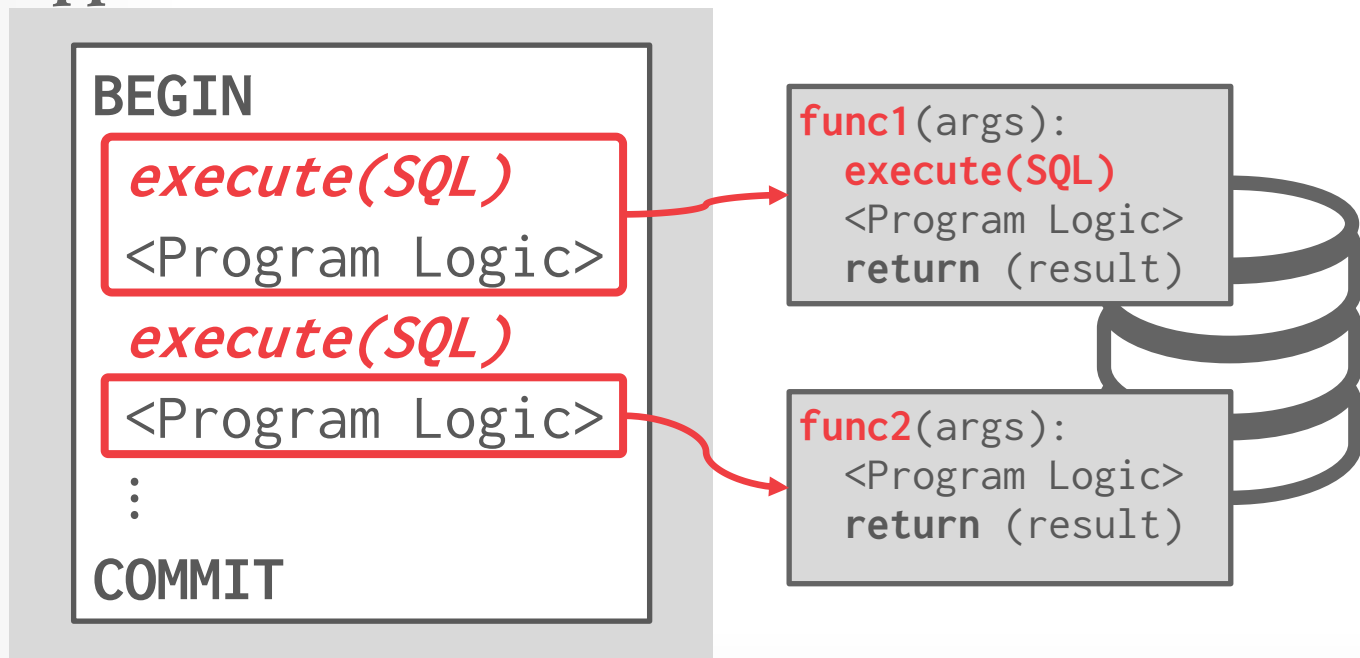 BEGIN
execute(SQL)
<Program Logic>
execute(SQL)
<Program Logic>
⋮
COMMIT
func1(args):
execute(SQL)
<Program Logic>
return (result)
func2(args):
<Program Logic>
return (result)